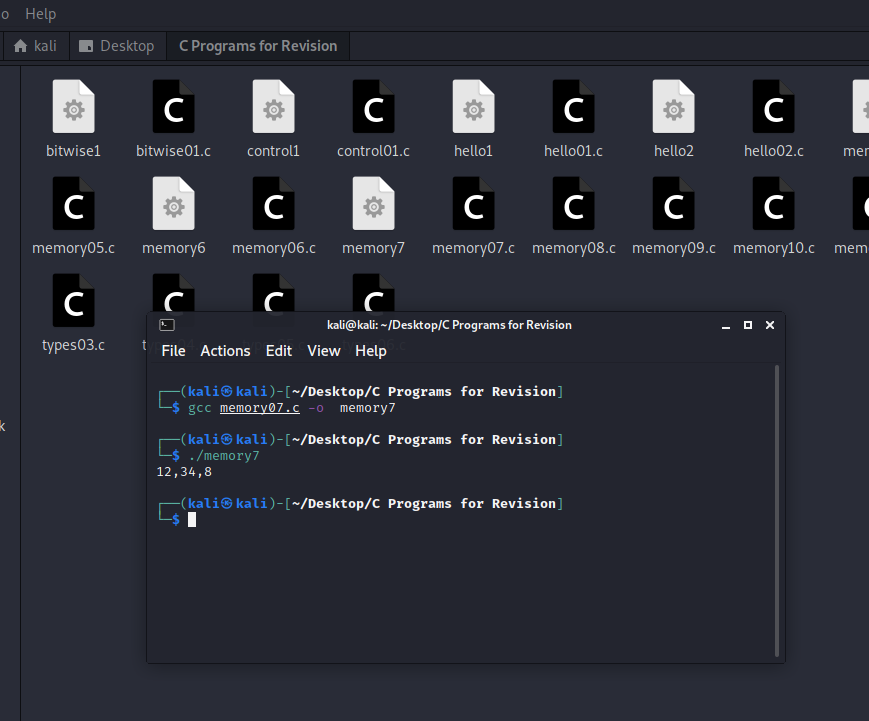 o Help
kali Desktop C Programs for Revision
bitwise1 bitwise01.c control1 control01.c hello1 hello01.c hello2 hello02.c
memory05.c memory6 memory06.c memory7 memory07.c memory08.c memory09.c memory10.c
types03.c
kali@kali: ~/Desktop/C Programs for Revision
File Actions Edit View Help
┌──(kali㉿kali)-[~/Desktop/C Programs for Revision]
└─$ gcc memory07.c -o  memory7
┌──(kali㉿kali)-[~/Desktop/C Programs for Revision]
└─$ ./memory7
12,34,8
┌──(kali㉿kali)-[~/Desktop/C Programs for Revision]
└─$
k